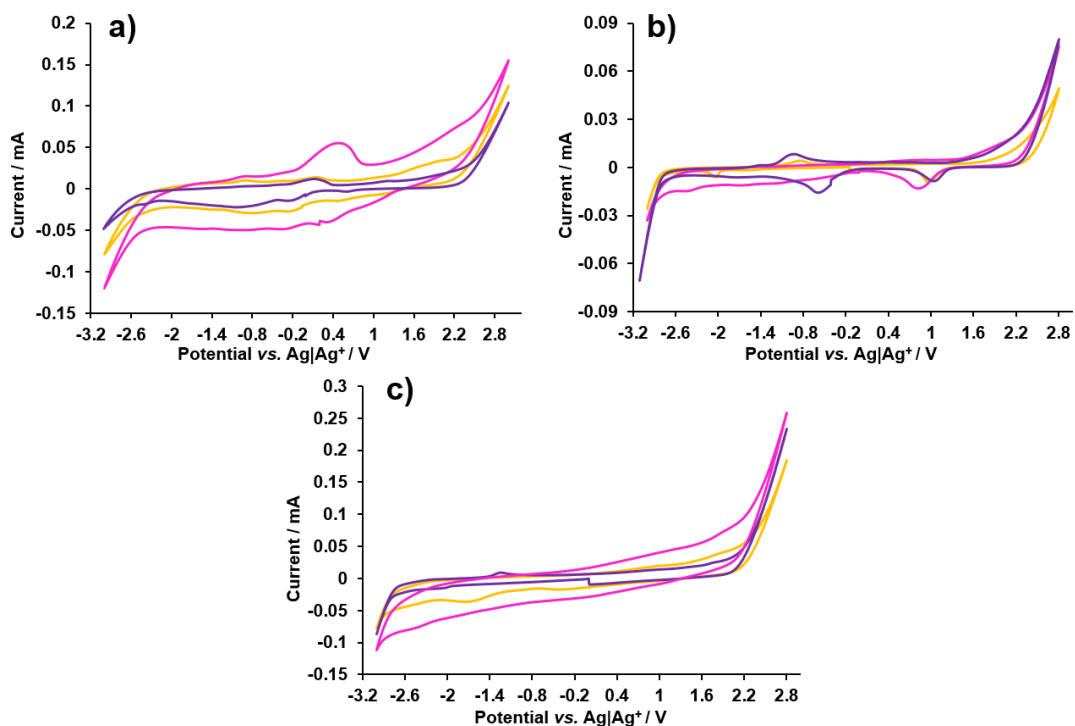 a)
0.2
0.15
0.1
0.05
0
-0.05
-0.1
-0.15
Current / mA
-3.2 -2.6 -2 -1.4 -0.8 -0.2 0.4 1 1.6 2.2 2.8
Potential vs. Ag|Ag⁺ / V
b)
0.09
0.06
0.03
0
-0.03
-0.06
-0.09
Current / mA
-3.2 -2.6 -2 -1.4 -0.8 -0.2 0.4 1 1.6 2.2 2.8
Potential vs. Ag|Ag⁺ / V
c)
0.3
0.25
0.2
0.15
0.1
0.05
0
-0.05
-0.1
-0.15
Current / mA
-3.2 -2.6 -2 -1.4 -0.8 -0.2 0.4 1 1.6 2.2 2.8
Potential vs. Ag|Ag⁺ / V